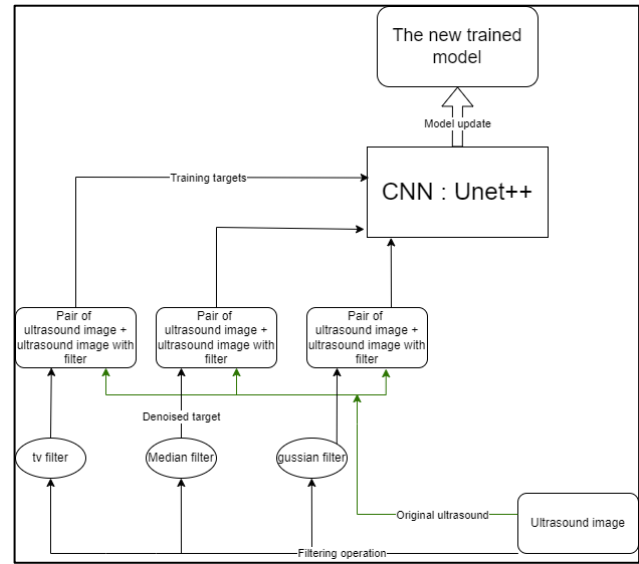 The new trained
model
Model update
Training targets
CNN : Unet++
Pair of
ultrasound image +
ultrasound image with
filter
Pair of
ultrasound image +
ultrasound image with
filter
Pair of
ultrasound image +
ultrasound image with
filter
Denoised target
tv filter
Median filter
gussian filter
Original ultrasound
Ultrasound image
Filtering operation